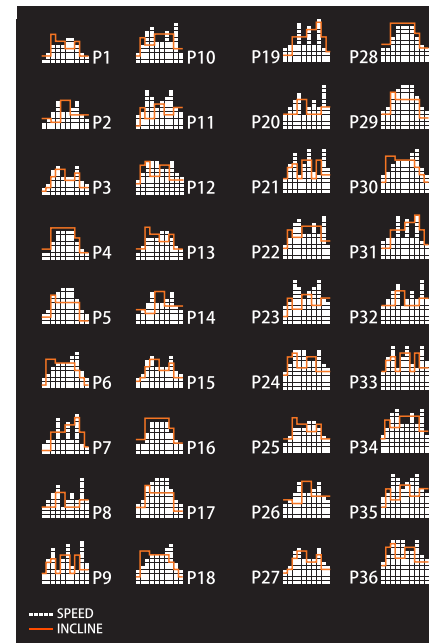 P1 P10 P19 P28
P2 P11 P20 P29
P3 P12 P21 P30
P4 P13 P22 P31
P5 P14 P23 P32
P6 P15 P24 P33
P7 P16 P25 P34
P8 P17 P26 P35
P9 P18 P27 P36
SPEED
INCLINE